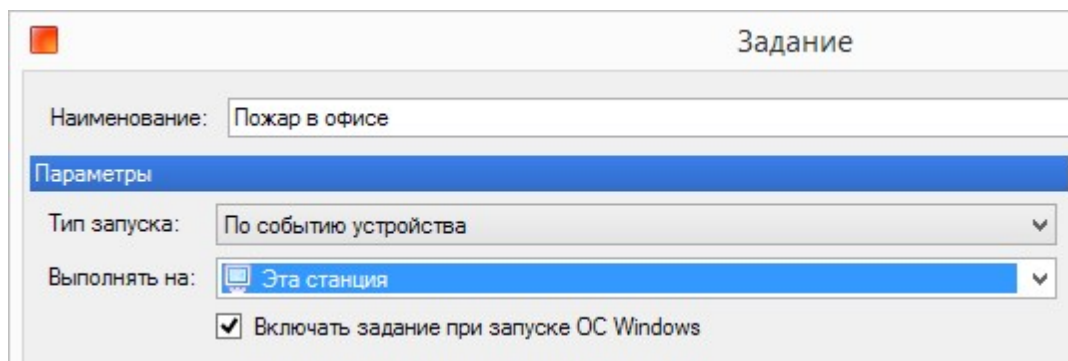 Задание
Наименование: Пожар в офисе
Параметры
Тип запуска: По событию устройства
Выполнять на: Эта станция
Включать задание при запуске ОС Windows